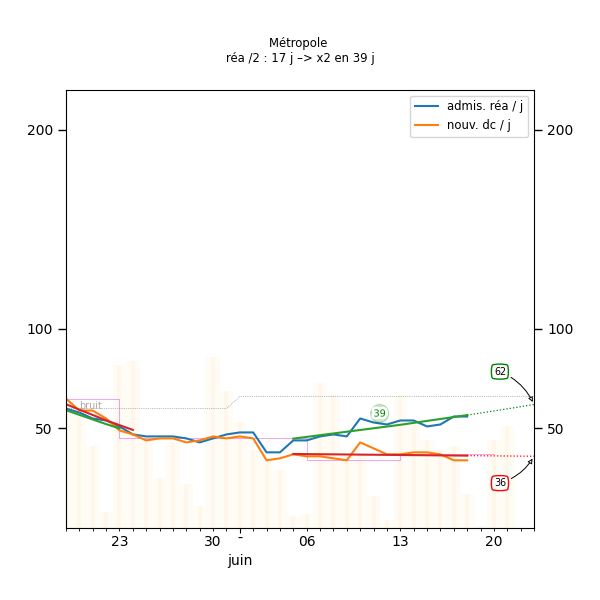 Métropole
réa /2 : 17 j –> x2 en 39 j
admis. réa / j
nouv. dc / j
200
200
100
100
62
bruit
39
50
50
36
23
30
-
06
13
20
juin